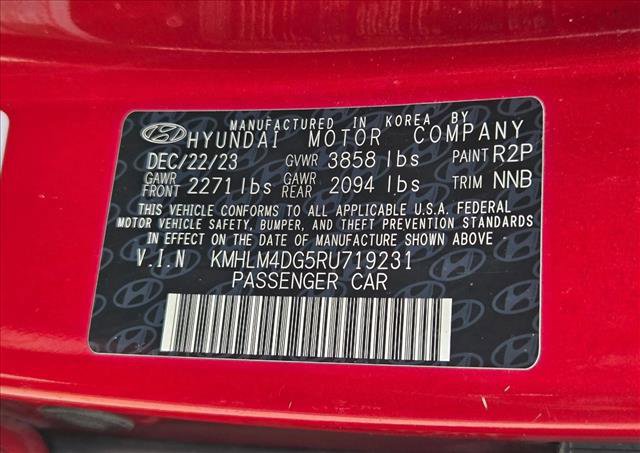 MANUFACTURED IN KOREA BY
HYUNDAI MOTOR COMPANY
DEC/22/23 GVWR 3858 lbs PAINT R2P
GAWR FRONT 2271 lbs GAWR REAR 2094 lbs TRIM NNB
THIS VEHICLE CONFORMS TO ALL APPLICABLE U.S.A. FEDERAL
MOTOR VEHICLE SAFETY, BUMPER, AND THEFT PREVENTION STANDARDS
IN EFFECT ON THE DATE OF MANUFACTURE SHOWN ABOVE
V.I.N KMHLM4DG5RU719231
PASSENGER CAR